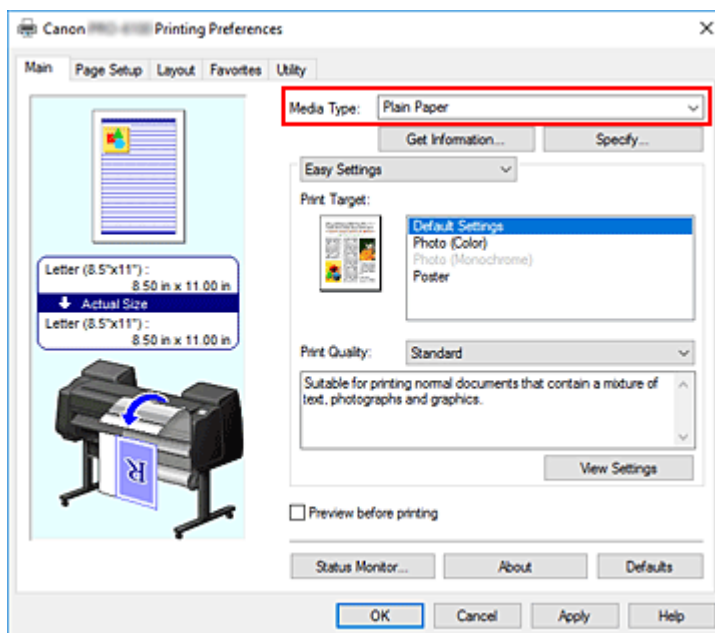 Canon Printing Preferences
Main Page Setup Layout Favorites Utility
Media Type: Plain Paper
Get Information... Specify...
Easy Settings
Print Target:
Default Settings
Photo (Color)
Photo (Monochrome)
Poster
Letter (8.5"x11") :
8.50 in x 11.00 in
Actual Size
Letter (8.5"x11") :
8.50 in x 11.00 in
R
Print Quality: Standard
Suitable for printing normal documents that contain a mixture of
text, photographs and graphics.
View Settings
Preview before printing
Status Monitor... About Defaults
OK Cancel Apply Help